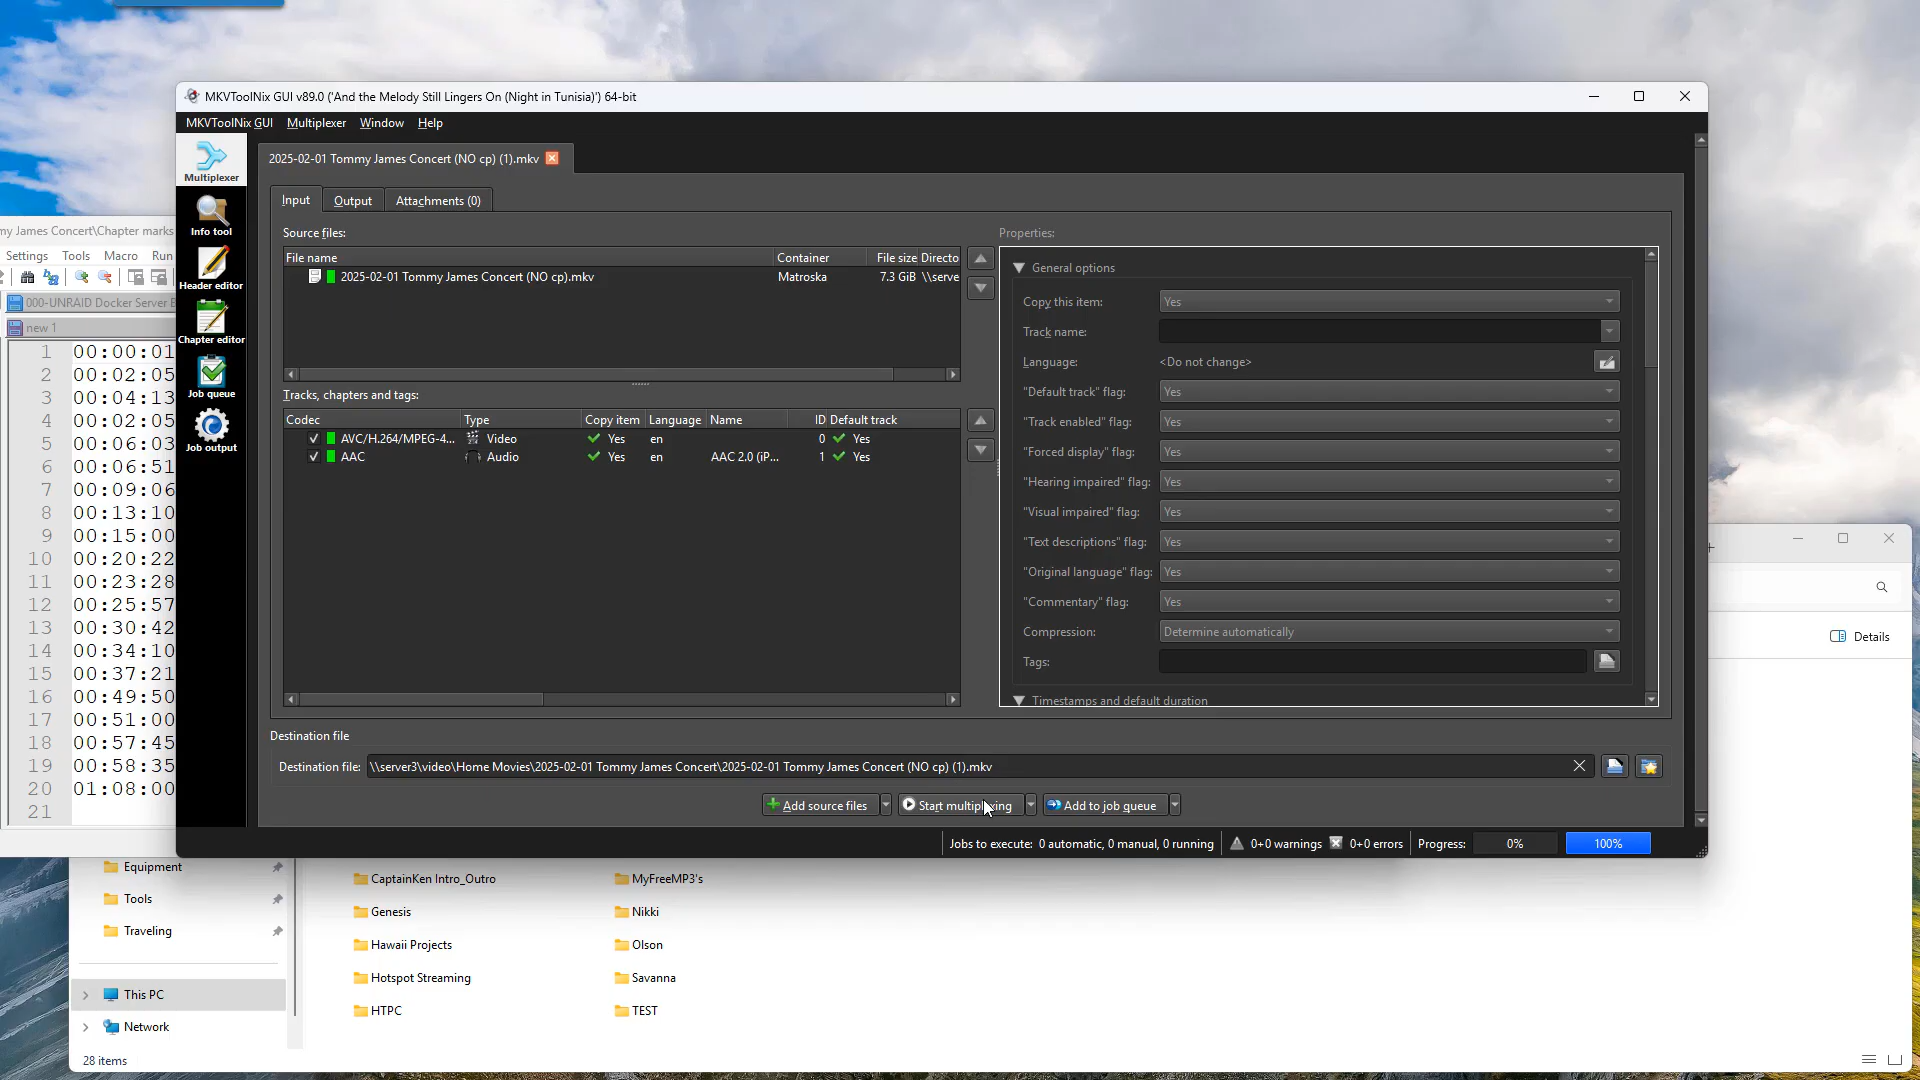 MKVToolNix GUI v89.0 ('And the Melody Still Lingers On (Night in Tunisia)') 64-bit
MKVToolNix GUI Multiplexer Window Help
Multiplexer
Info tool
Header editor
Chapter editor
Job queue
Job output
2025-02-01 Tommy James Concert (NO cp) (1).mkv
Input Output Attachments (0)
Source files:
File name Container File size Directo
2025-02-01 Tommy James Concert (NO cp).mkv Matroska 7.3 GiB \\serve
Tracks, chapters and tags:
Codec Type Copy item Language Name ID Default track
AVC/H.264/MPEG-4... Video Yes en 0 Yes
AAC Audio Yes en AAC 2.0 (iP... 1 Yes
Properties:
General options
Copy this item: Yes
Track name:
Language: <Do not change>
"Default track" flag: Yes
"Track enabled" flag: Yes
"Forced display" flag: Yes
"Hearing impaired" flag: Yes
"Visual impaired" flag: Yes
"Text descriptions" flag: Yes
"Original language" flag: Yes
"Commentary" flag: Yes
Compression: Determine automatically
Tags:
Timestamps and default duration
Destination file
Destination file: \\server3\video\Home Movies\2025-02-01 Tommy James Concert\2025-02-01 Tommy James Concert (NO cp) (1).mkv
Add source files Start multiplexing Add to job queue
Jobs to execute: 0 automatic, 0 manual, 0 running 0+0 warnings 0+0 errors Progress: 0% 100%
my James Concert\Chapter marks
Settings Tools Macro Run
000-UNRAID Docker Server B
new 1
1 00:00:01
2 00:02:05
3 00:04:13
4 00:02:05
5 00:06:03
6 00:06:51
7 00:09:06
8 00:13:10
9 00:15:00
10 00:20:22
11 00:23:28
12 00:25:57
13 00:30:42
14 00:34:10
15 00:37:21
16 00:49:50
17 00:51:00
18 00:57:45
19 00:58:35
20 01:08:00
21
Details
Equipment
Tools
Traveling
This PC
Network
28 items
CaptainKen Intro_Outro
Genesis
Hawaii Projects
Hotspot Streaming
HTPC
MyFreeMP3's
Nikki
Olson
Savanna
TEST